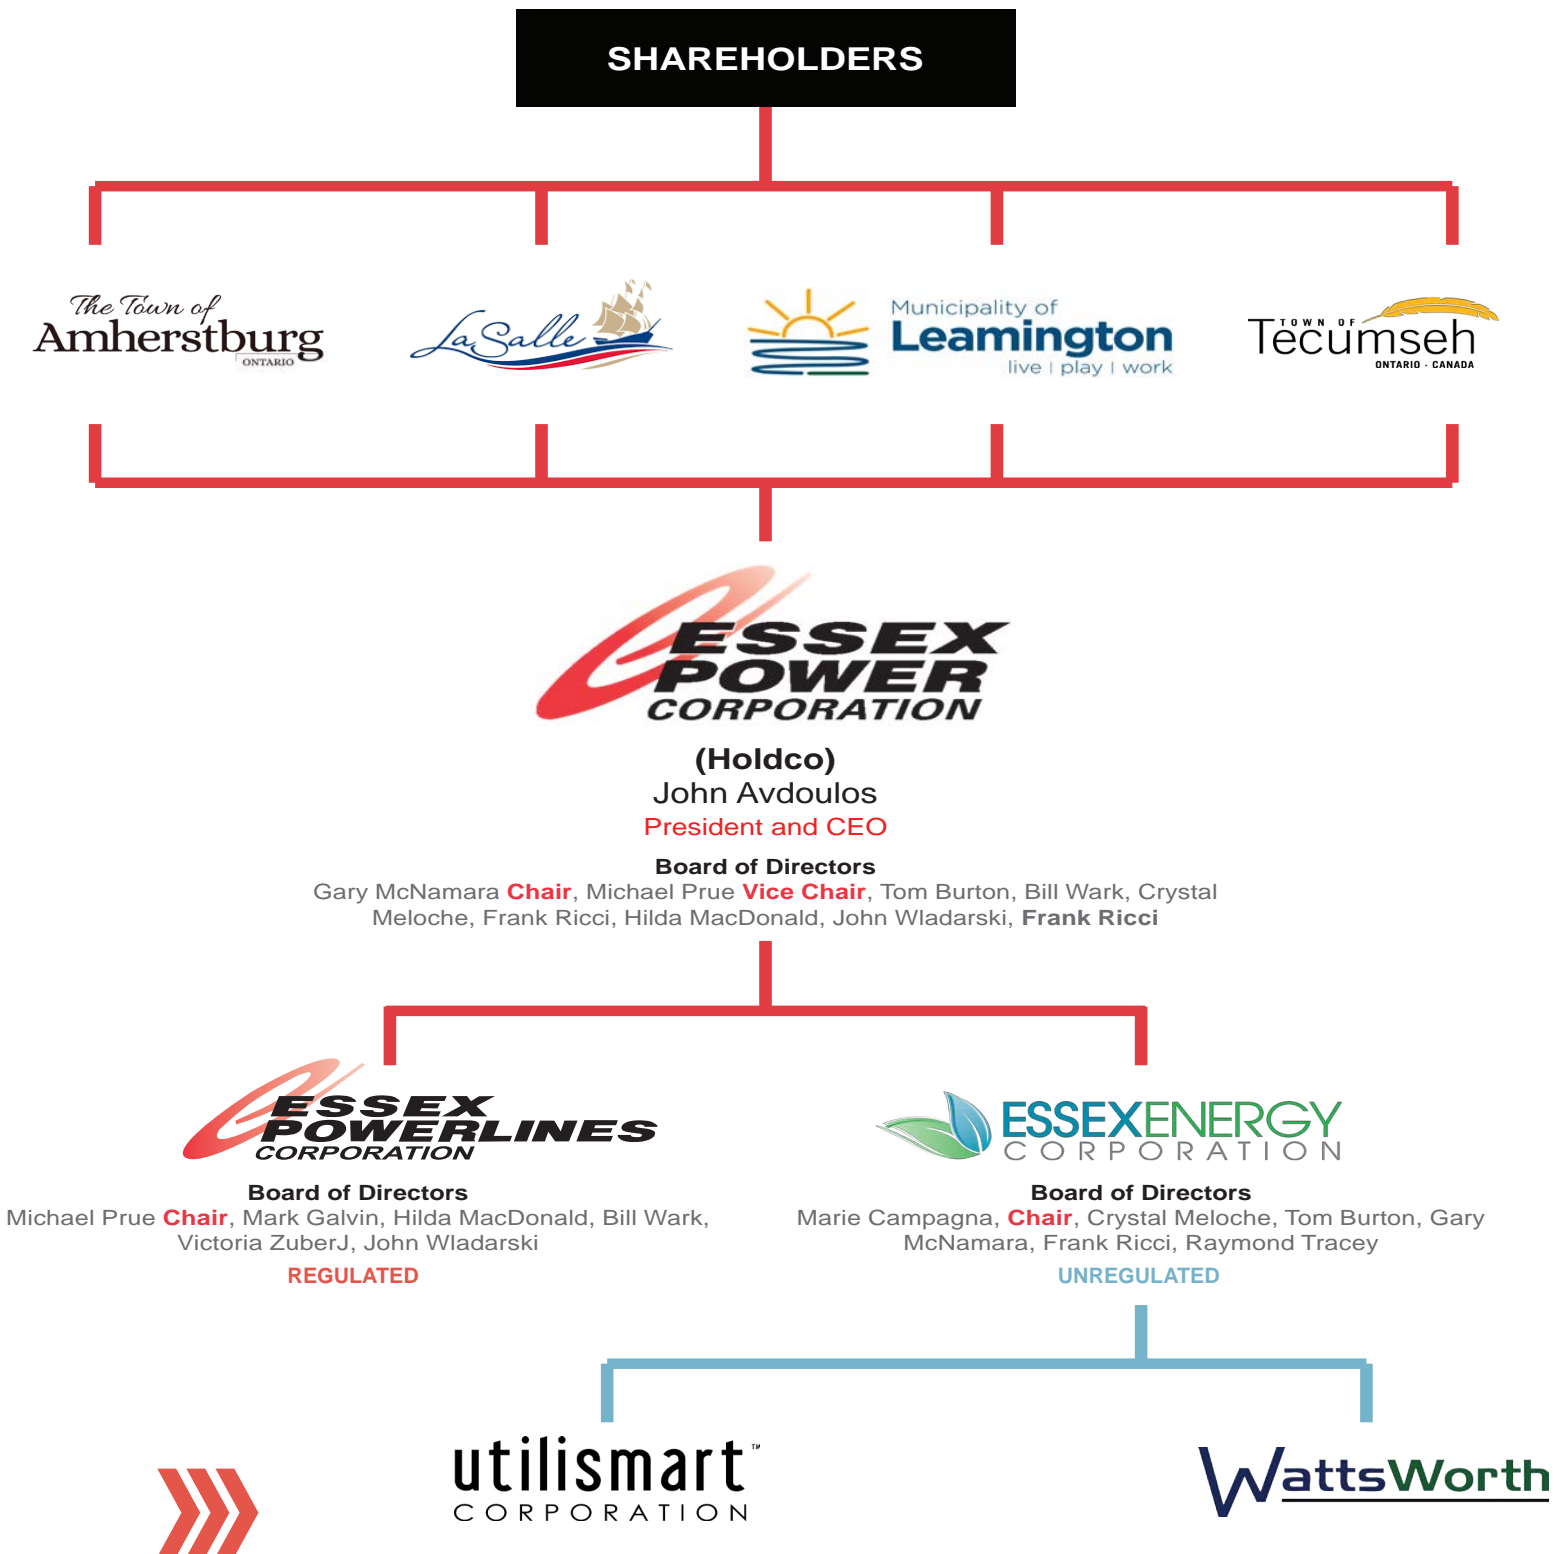 SHAREHOLDERS
The Town of
Amherstburg
ONTARIO
LaSalle
Municipality of
Leamington
live | play | work
TOWN OF
Tecumseh
ONTARIO · CANADA
ESSEX
POWER
CORPORATION
(Holdco)
John Avdoulos
President and CEO
Board of Directors
Gary McNamara Chair, Michael Prue Vice Chair, Tom Burton, Bill Wark, Crystal
Meloche, Frank Ricci, Hilda MacDonald, John Wladarski, Frank Ricci
ESSEX
POWERLINES
CORPORATION
Board of Directors
Michael Prue Chair, Mark Galvin, Hilda MacDonald, Bill Wark,
Victoria ZuberJ, John Wladarski
REGULATED
ESSEXENERGY
CORPORATION
Board of Directors
Marie Campagna, Chair, Crystal Meloche, Tom Burton, Gary
McNamara, Frank Ricci, Raymond Tracey
UNREGULATED
utilismart™
CORPORATION
WattsWorth